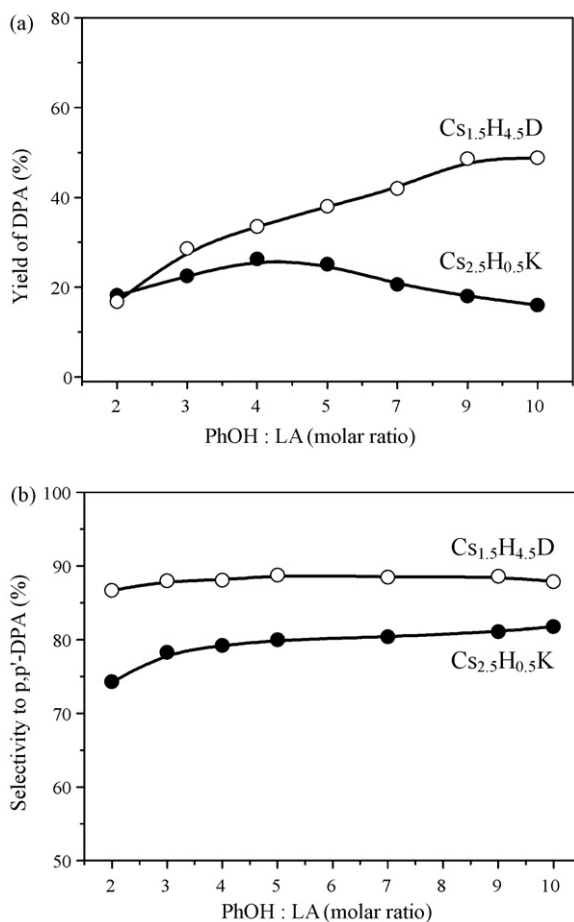 (a)
80
60
40
20
0
Yield of DPA (%)
Cs₁.₅H₄.₅D
Cs₂.₅H₀.₅K
2 3 4 5 7 9 10
PhOH : LA (molar ratio)
(b)
100
90
80
70
60
50
Selectivity to p,p'-DPA (%)
Cs₁.₅H₄.₅D
Cs₂.₅H₀.₅K
2 3 4 5 6 7 8 9 10
PhOH : LA (molar ratio)